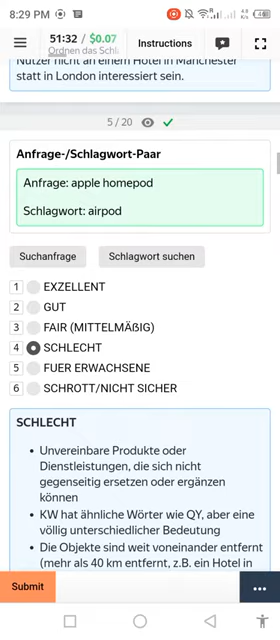 8:29 PM
51:32 / $0.07
Ordnen das Schl
Instructions
Nutzer nicht an einem Hotel in Manchester
statt in London interessiert sein.
5 / 20
Anfrage-/Schlagwort-Paar
Anfrage: apple homepod
Schlagwort: airpod
Suchanfrage
Schlagwort suchen
1 EXZELLENT
2 GUT
3 FAIR (MITTELMÄßIG)
4 SCHLECHT
5 FUER ERWACHSENE
6 SCHROTT/NICHT SICHER
SCHLECHT
• Unvereinbare Produkte oder
Dienstleistungen, die sich nicht
gegenseitig ersetzen oder ergänzen
können
• KW hat ähnliche Wörter wie QY, aber eine
völlig unterschiedlicher Bedeutung
• Die Objekte sind weit voneinander entfernt
(mehr als 40 km entfernt, z.B. ein Hotel in
Submit